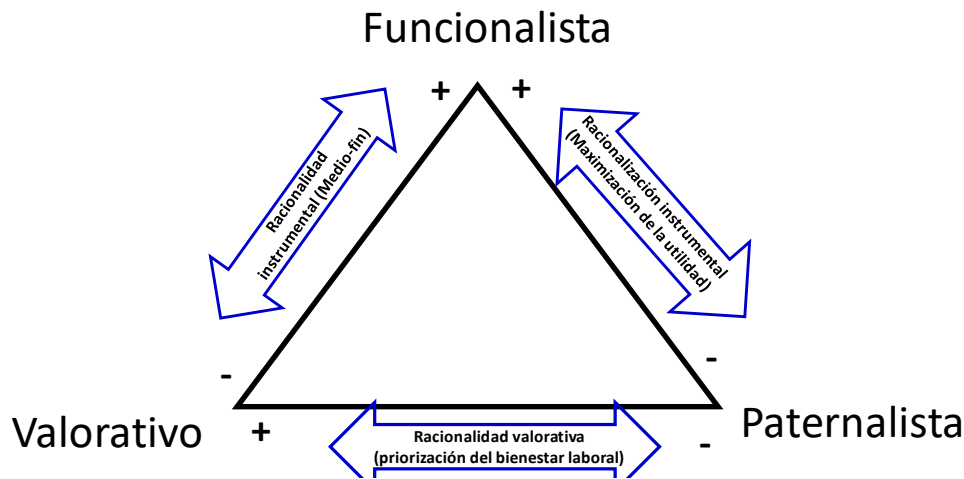 Funcionalista
+ +
Racionalidad
instrumental (Medio-fin)
Racionalización instrumental
(Maximización de la utilidad)
- -
Valorativo + - Paternalista
Racionalidad valorativa
(priorización del bienestar laboral)